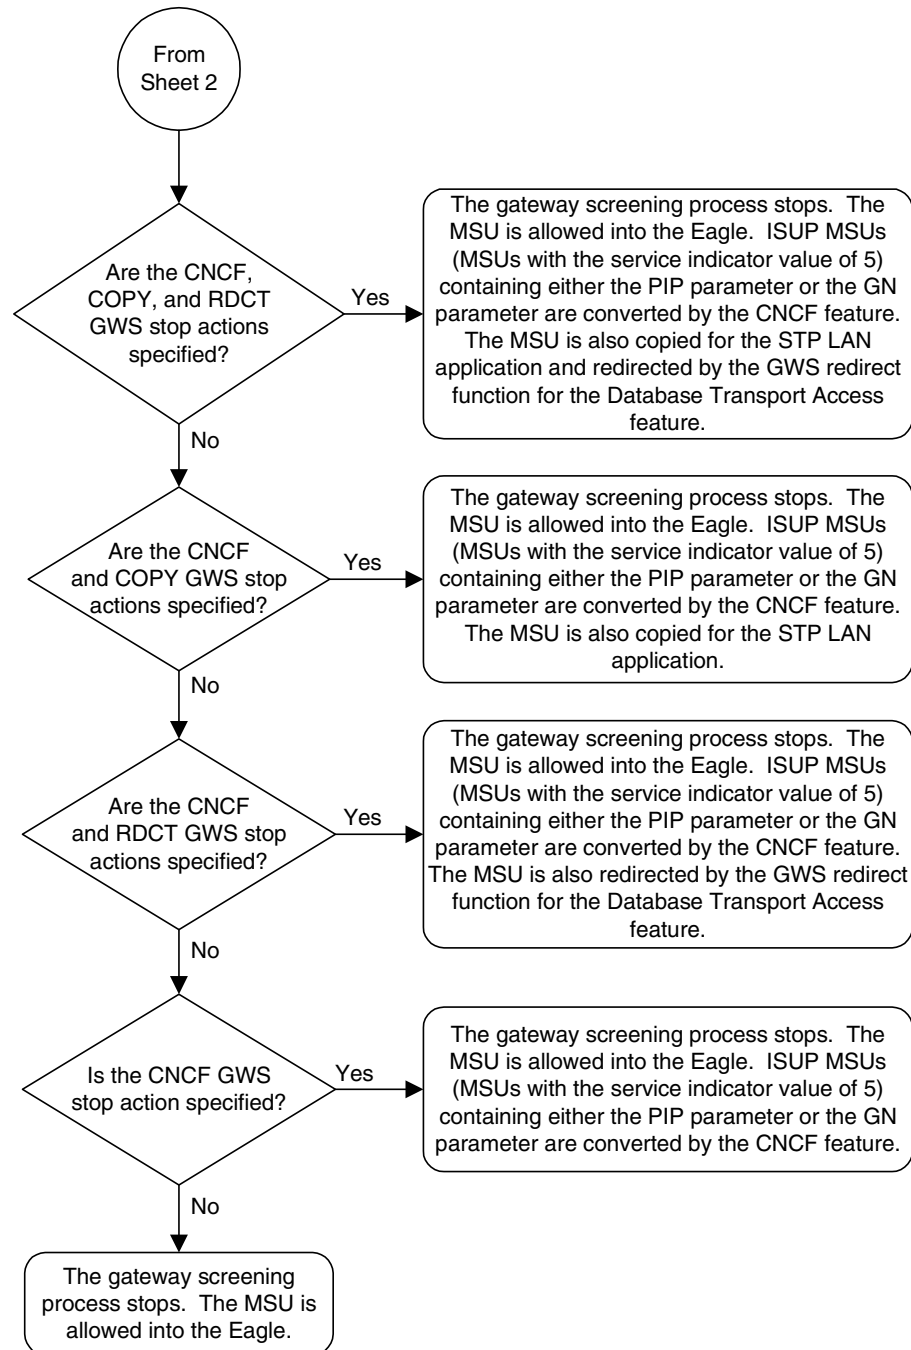 From
Sheet 2
Are the CNCF,
COPY, and RDCT
GWS stop actions
specified?
Yes
The gateway screening process stops.  The
MSU is allowed into the Eagle.  ISUP MSUs
(MSUs with the service indicator value of 5)
containing either the PIP parameter or the GN
parameter are converted by the CNCF feature.
The MSU is also copied for the STP LAN
application and redirected by the GWS redirect
function for the Database Transport Access
feature.
No
Are the CNCF
and COPY GWS stop
actions specified?
Yes
The gateway screening process stops.  The
MSU is allowed into the Eagle.  ISUP MSUs
(MSUs with the service indicator value of 5)
containing either the PIP parameter or the GN
parameter are converted by the CNCF feature.
The MSU is also copied for the STP LAN
application.
No
Are the CNCF
and RDCT GWS stop
actions specified?
Yes
The gateway screening process stops.  The
MSU is allowed into the Eagle.  ISUP MSUs
(MSUs with the service indicator value of 5)
containing either the PIP parameter or the GN
parameter are converted by the CNCF feature.
The MSU is also redirected by the GWS redirect
function for the Database Transport Access
feature.
No
Is the CNCF GWS
stop action specified?
Yes
The gateway screening process stops.  The
MSU is allowed into the Eagle.  ISUP MSUs
(MSUs with the service indicator value of 5)
containing either the PIP parameter or the GN
parameter are converted by the CNCF feature.
No
The gateway screening
process stops.  The MSU is
allowed into the Eagle.